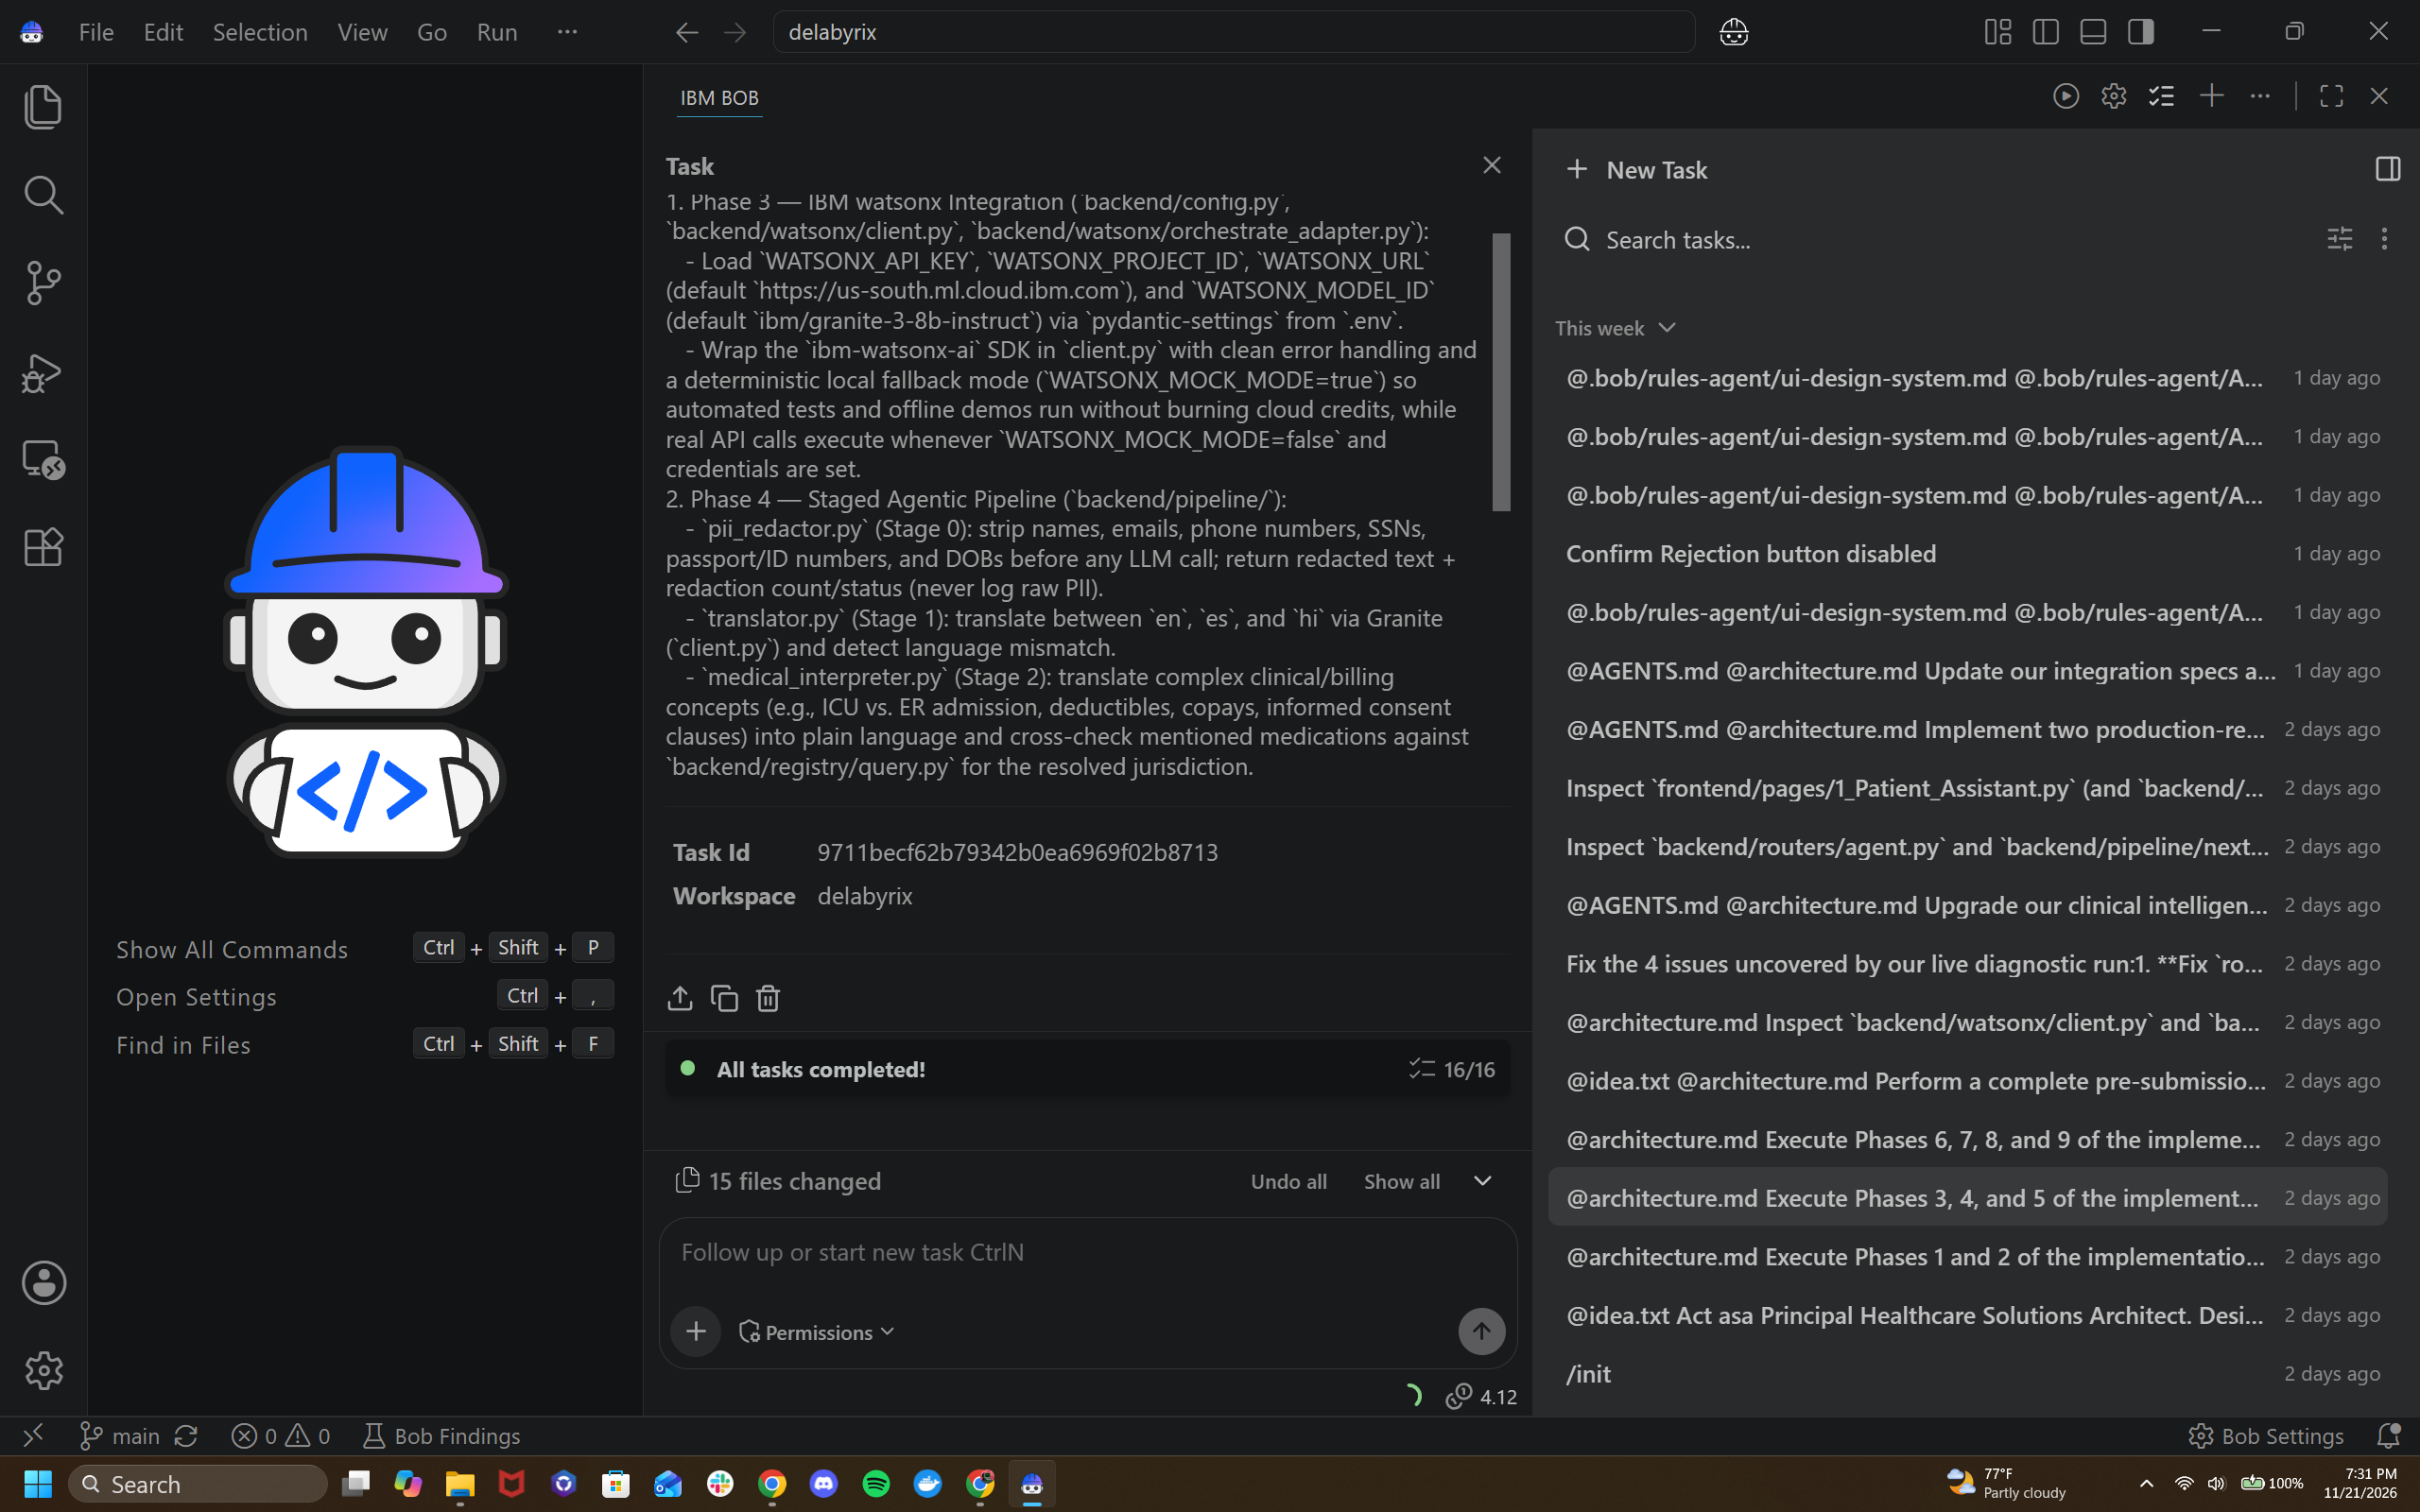 File Edit Selection View Go Run ···
delabyrix
IBM BOB
Task
1. Phase 3 — IBM watsonx Integration (`backend/config.py`,
`backend/watsonx/client.py`, `backend/watsonx/orchestrate_adapter.py`):
- Load `WATSONX_API_KEY`, `WATSONX_PROJECT_ID`, `WATSONX_URL`
(default `https://us-south.ml.cloud.ibm.com`), and `WATSONX_MODEL_ID`
(default `ibm/granite-3-8b-instruct`) via `pydantic-settings` from `.env`.
- Wrap the `ibm-watsonx-ai` SDK in `client.py` with clean error handling and
a deterministic local fallback mode (`WATSONX_MOCK_MODE=true`) so
automated tests and offline demos run without burning cloud credits, while
real API calls execute whenever `WATSONX_MOCK_MODE=false` and
credentials are set.
2. Phase 4 — Staged Agentic Pipeline (`backend/pipeline/`):
- `pii_redactor.py` (Stage 0): strip names, emails, phone numbers, SSNs,
passport/ID numbers, and DOBs before any LLM call; return redacted text +
redaction count/status (never log raw PII).
- `translator.py` (Stage 1): translate between `en`, `es`, and `hi` via Granite
(`client.py`) and detect language mismatch.
- `medical_interpreter.py` (Stage 2): translate complex clinical/billing
concepts (e.g., ICU vs. ER admission, deductibles, copays, informed consent
clauses) into plain language and cross-check mentioned medications against
`backend/registry/query.py` for the resolved jurisdiction.
Task Id 9711becf62b79342b0ea6969f02b8713
Workspace delabyrix
All tasks completed! 16/16
15 files changed Undo all Show all
Follow up or start new task CtrlN
Permissions
4.12
Show All Commands Ctrl + Shift + P
Open Settings Ctrl + ,
Find in Files Ctrl + Shift + F
New Task
Search tasks...
This week
@.bob/rules-agent/ui-design-system.md @.bob/rules-agent/A... 1 day ago
@.bob/rules-agent/ui-design-system.md @.bob/rules-agent/A... 1 day ago
@.bob/rules-agent/ui-design-system.md @.bob/rules-agent/A... 1 day ago
Confirm Rejection button disabled 1 day ago
@.bob/rules-agent/ui-design-system.md @.bob/rules-agent/A... 1 day ago
@AGENTS.md @architecture.md Update our integration specs a... 1 day ago
@AGENTS.md @architecture.md Implement two production-re... 2 days ago
Inspect `frontend/pages/1_Patient_Assistant.py` (and `backend/... 2 days ago
Inspect `backend/routers/agent.py` and `backend/pipeline/next... 2 days ago
@AGENTS.md @architecture.md Upgrade our clinical intelligen... 2 days ago
Fix the 4 issues uncovered by our live diagnostic run:1. **Fix `ro... 2 days ago
@architecture.md Inspect `backend/watsonx/client.py` and `ba... 2 days ago
@idea.txt @architecture.md Perform a complete pre-submissio... 2 days ago
@architecture.md Execute Phases 6, 7, 8, and 9 of the impleme... 2 days ago
@architecture.md Execute Phases 3, 4, and 5 of the implement... 2 days ago
@architecture.md Execute Phases 1 and 2 of the implementatio... 2 days ago
@idea.txt Act asa Principal Healthcare Solutions Architect. Desi... 2 days ago
/init 2 days ago
main 0 0 Bob Findings Bob Settings
Search
77°F
Partly cloudy
100%
7:31 PM
11/21/2026